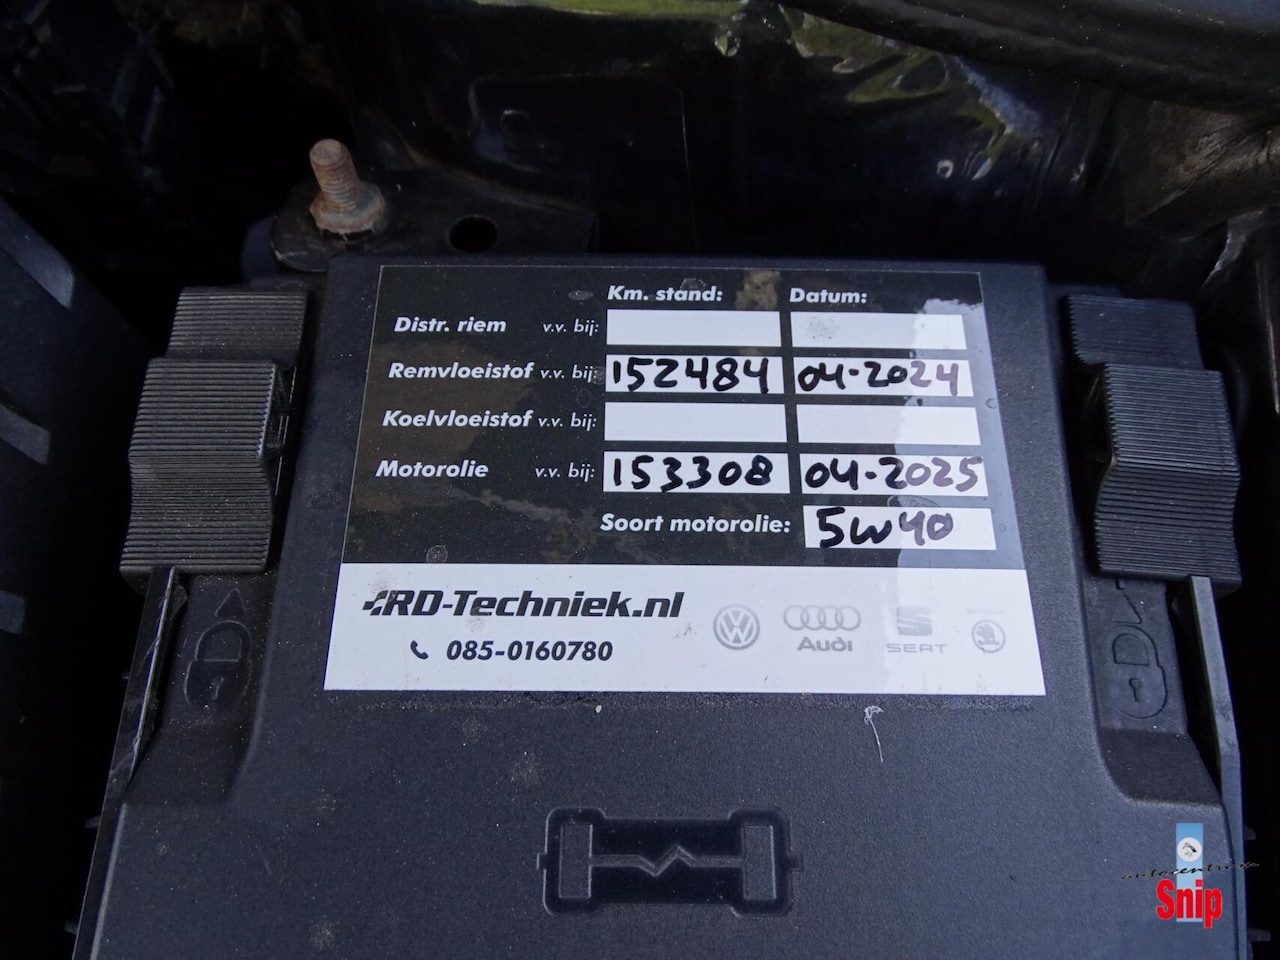 Km. stand: Datum:
Distr. riem v.v. bij:
Remvloeistof v.v. bij: 152484 04-2024
Koelvloeistof v.v. bij:
Motorolie v.v. bij: 153308 04-2025
Soort motorolie: 5W40
RD-Techniek.nl
085-0160780
Audi SEAT
autocentrum
Snip